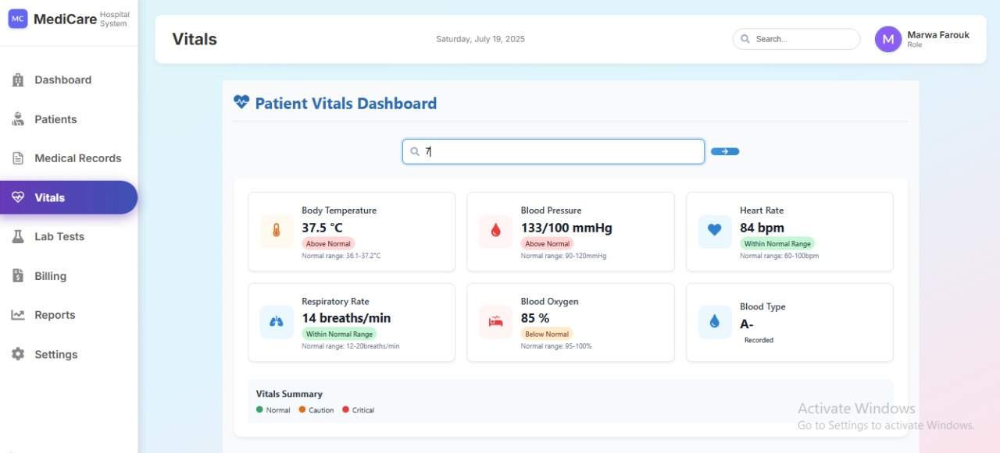 MC
MediCare
Hospital System
Dashboard
Patients
Medical Records
Vitals
Lab Tests
Billing
Reports
Settings
Vitals
Saturday, July 19, 2025
Search...
M
Marwa Farouk
Role
Patient Vitals Dashboard
7
Body Temperature
37.5 °C
Above Normal
Normal range: 36.1-37.2°C
Blood Pressure
133/100 mmHg
Above Normal
Normal range: 90-120mmHg
Heart Rate
84 bpm
Within Normal Range
Normal range: 60-100bpm
Respiratory Rate
14 breaths/min
Within Normal Range
Normal range: 12-20breaths/min
Blood Oxygen
85 %
Below Normal
Normal range: 95-100%
Blood Type
A-
Recorded
Vitals Summary
Normal Caution Critical
Activate Windows
Go to Settings to activate Windows.